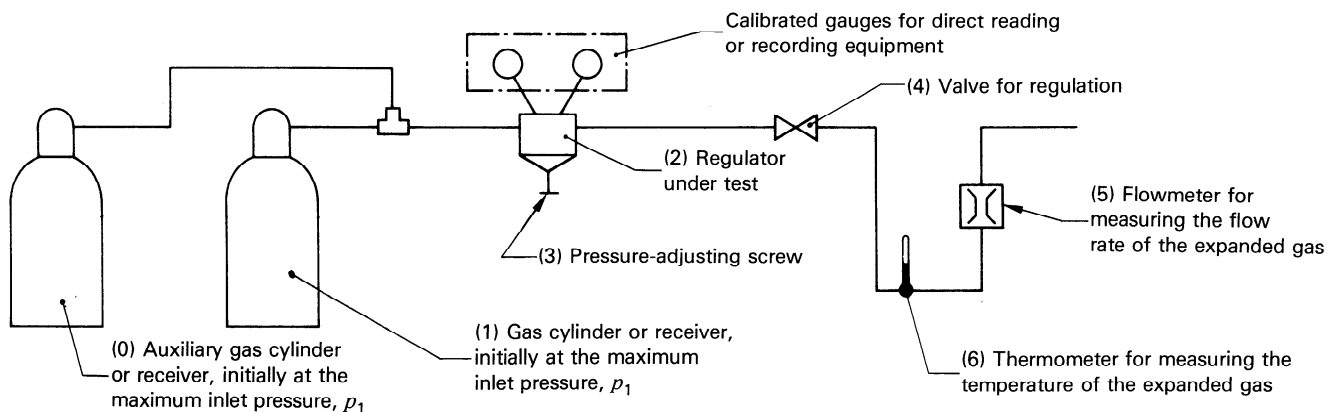 Calibrated gauges for direct reading
or recording equipment
(4) Valve for regulation
(2) Regulator
under test
(5) Flowmeter for
measuring the flow
rate of the expanded gas
(3) Pressure-adjusting screw
(1) Gas cylinder or receiver,
initially at the maximum
inlet pressure, p1
(0) Auxiliary gas cylinder
or receiver, initially at the
maximum inlet pressure, p1
(6) Thermometer for measuring the
temperature of the expanded gas